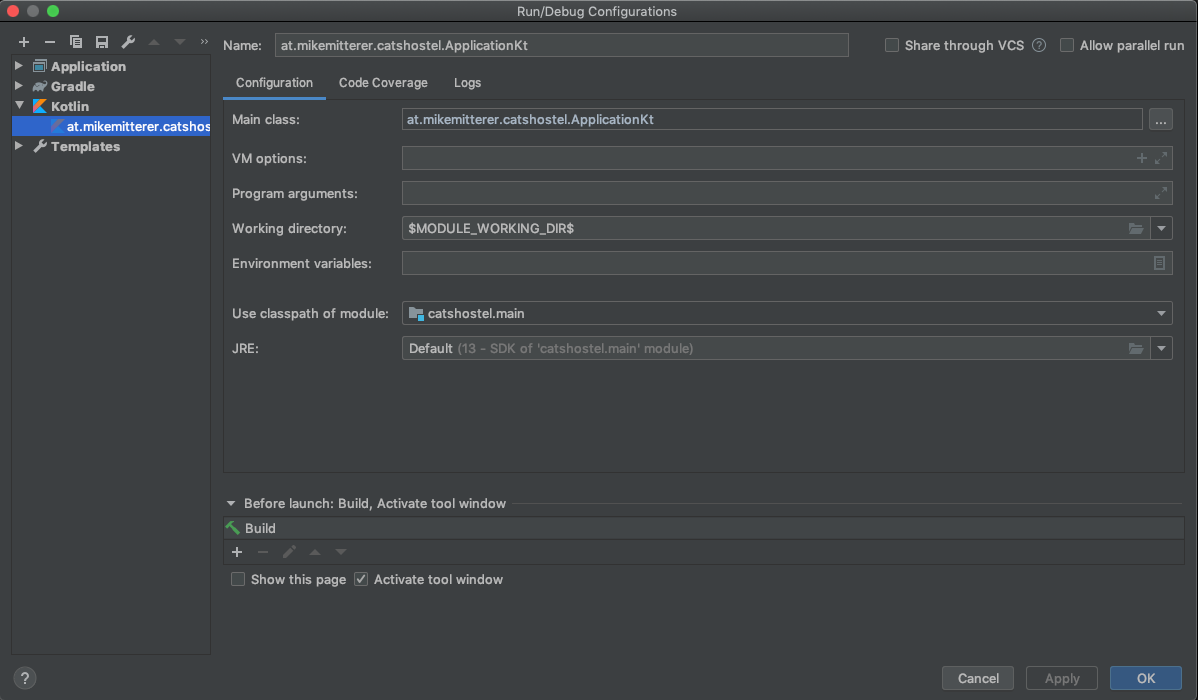 Run/Debug Configurations
Name: at.mikemitterer.catshostel.ApplicationKt Share through VCS ? Allow parallel run
Application
Gradle
Kotlin
at.mikemitterer.catshos
Templates
Configuration Code Coverage Logs
Main class: at.mikemitterer.catshostel.ApplicationKt ...
VM options:
Program arguments:
Working directory: $MODULE_WORKING_DIR$
Environment variables:
Use classpath of module: catshostel.main
JRE: Default (13 - SDK of 'catshostel.main' module)
Before launch: Build, Activate tool window
Build
Show this page Activate tool window
? Cancel Apply OK